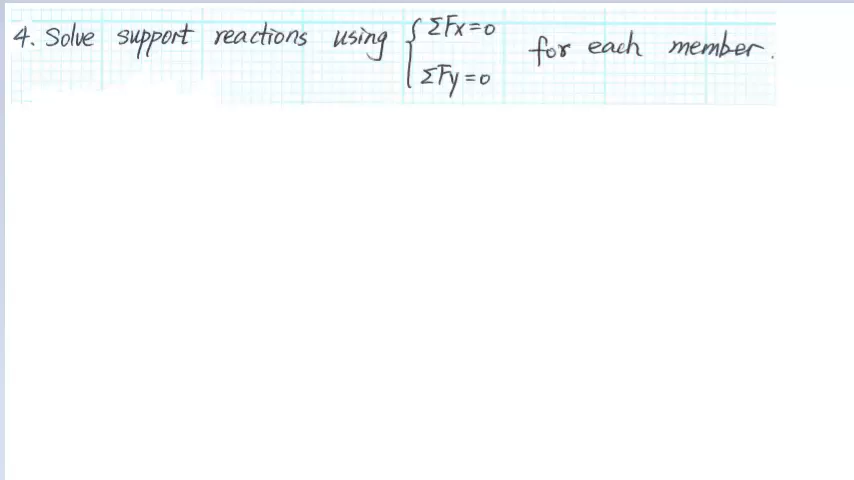 4. Solve support reactions using { ΣFx=0 for each member.
ΣFy=0